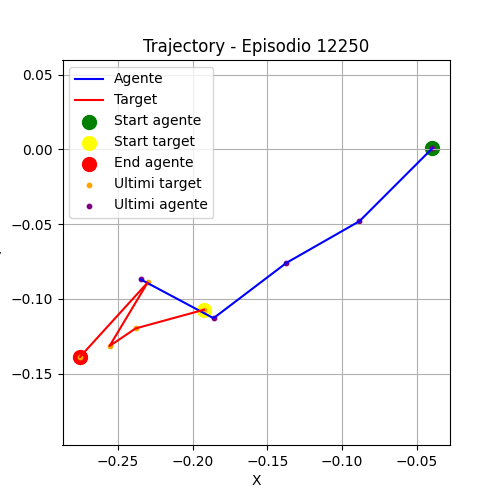 Trajectory - Episodio 12250
Agente
Target
Start agente
Start target
End agente
Ultimi target
Ultimi agente
0.05
0.00
−0.05
−0.10
−0.15
−0.25
−0.20
−0.15
−0.10
−0.05
X